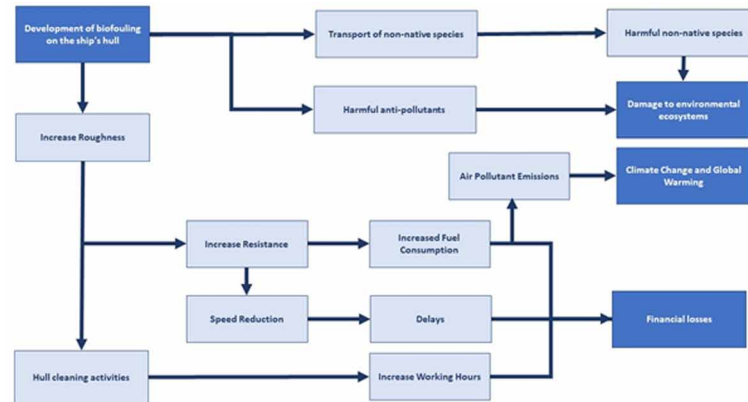 Development of biofouling
on the ship's hull
Transport of non-native species
Harmful non-native species
Harmful anti-pollutants
Damage to environmental
ecosystems
Increase Roughness
Air Pollutant Emissions
Climate Change and Global
Warming
Increase Resistance
Increased Fuel
Consumption
Speed Reduction
Delays
Financial losses
Hull cleaning activities
Increase Working Hours